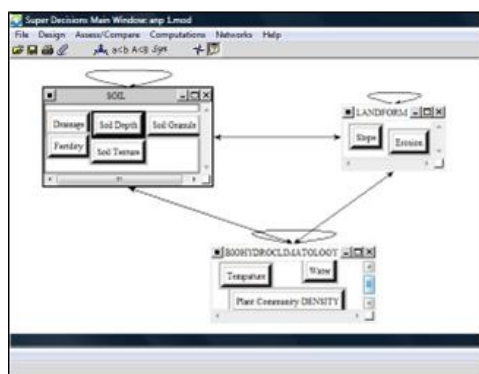 Super Decisions Main Window: anp 1.mod
File Design Assess/Compare Computations Networks Help
a<b A<B Syn
SOIL
Drainage Soil Depth Soil Granule
Fertility Soil Texture
LANDFORM
Slope Erosion
BIOHYDROCLIMATOLOGY
Tempature Water
Plant Community DENSITY